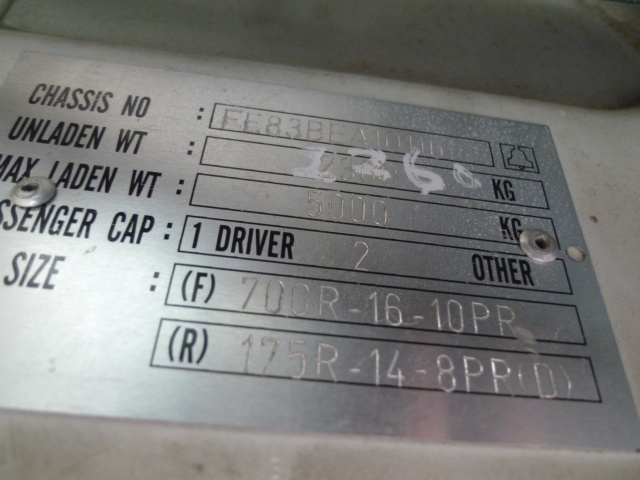 CHASSIS NO :
UNLADEN WT : KG
MAX LADEN WT : 5000 KG
SSENGER CAP : 1 DRIVER 2 OTHER
SIZE : (F) 700R-16-10PR
(R) 175R-14-8PR(D)